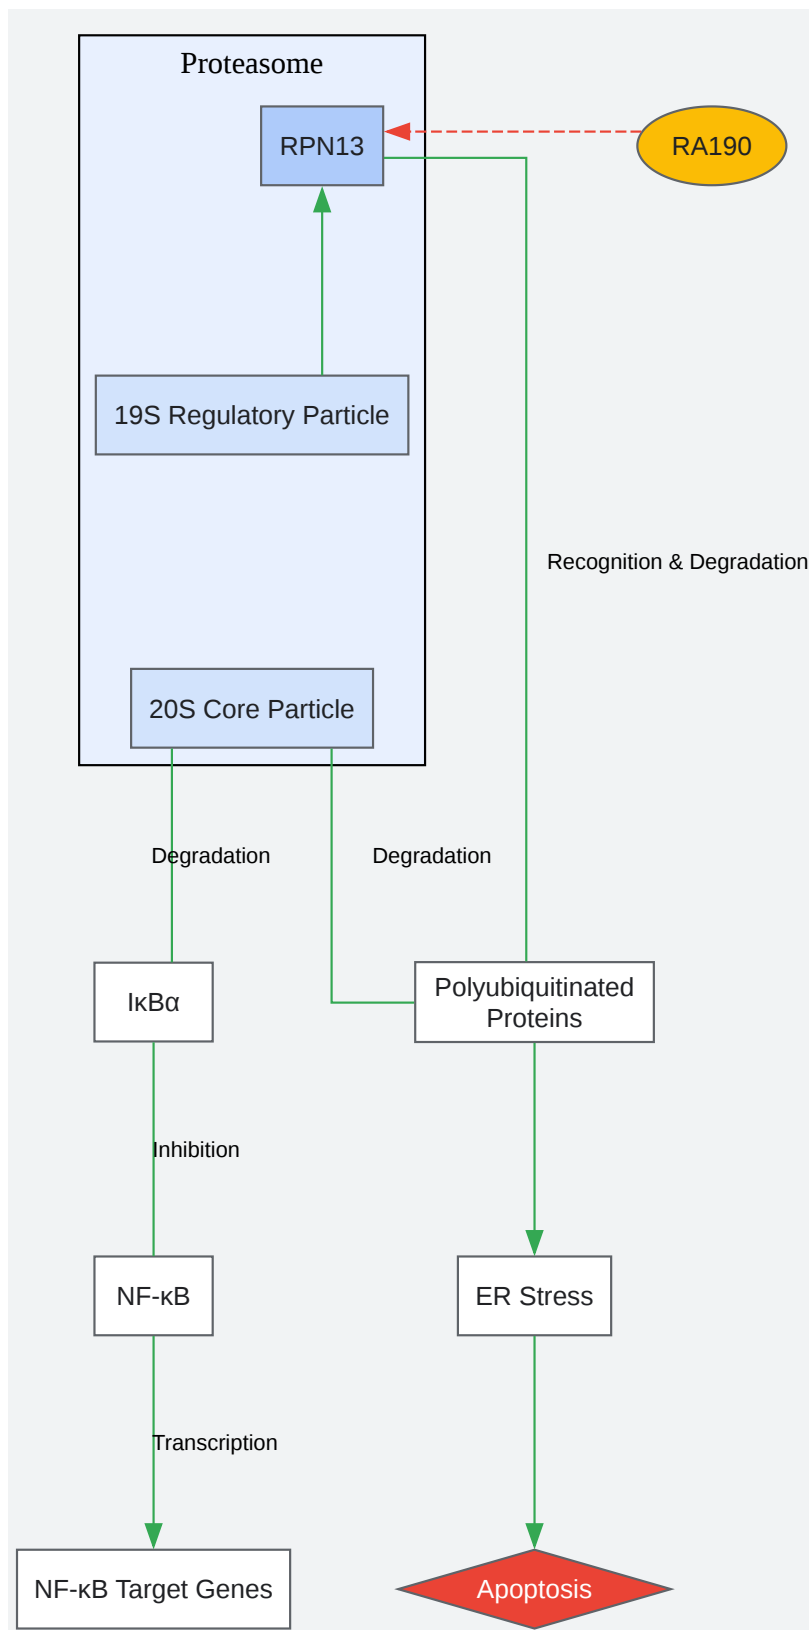 Proteasome
RPN13
RA190
19S Regulatory Particle
Recognition & Degradation
20S Core Particle
Degradation
Degradation
IκBα
Polyubiquitinated
Proteins
Inhibition
NF-κB
ER Stress
Transcription
NF-κB Target Genes
Apoptosis